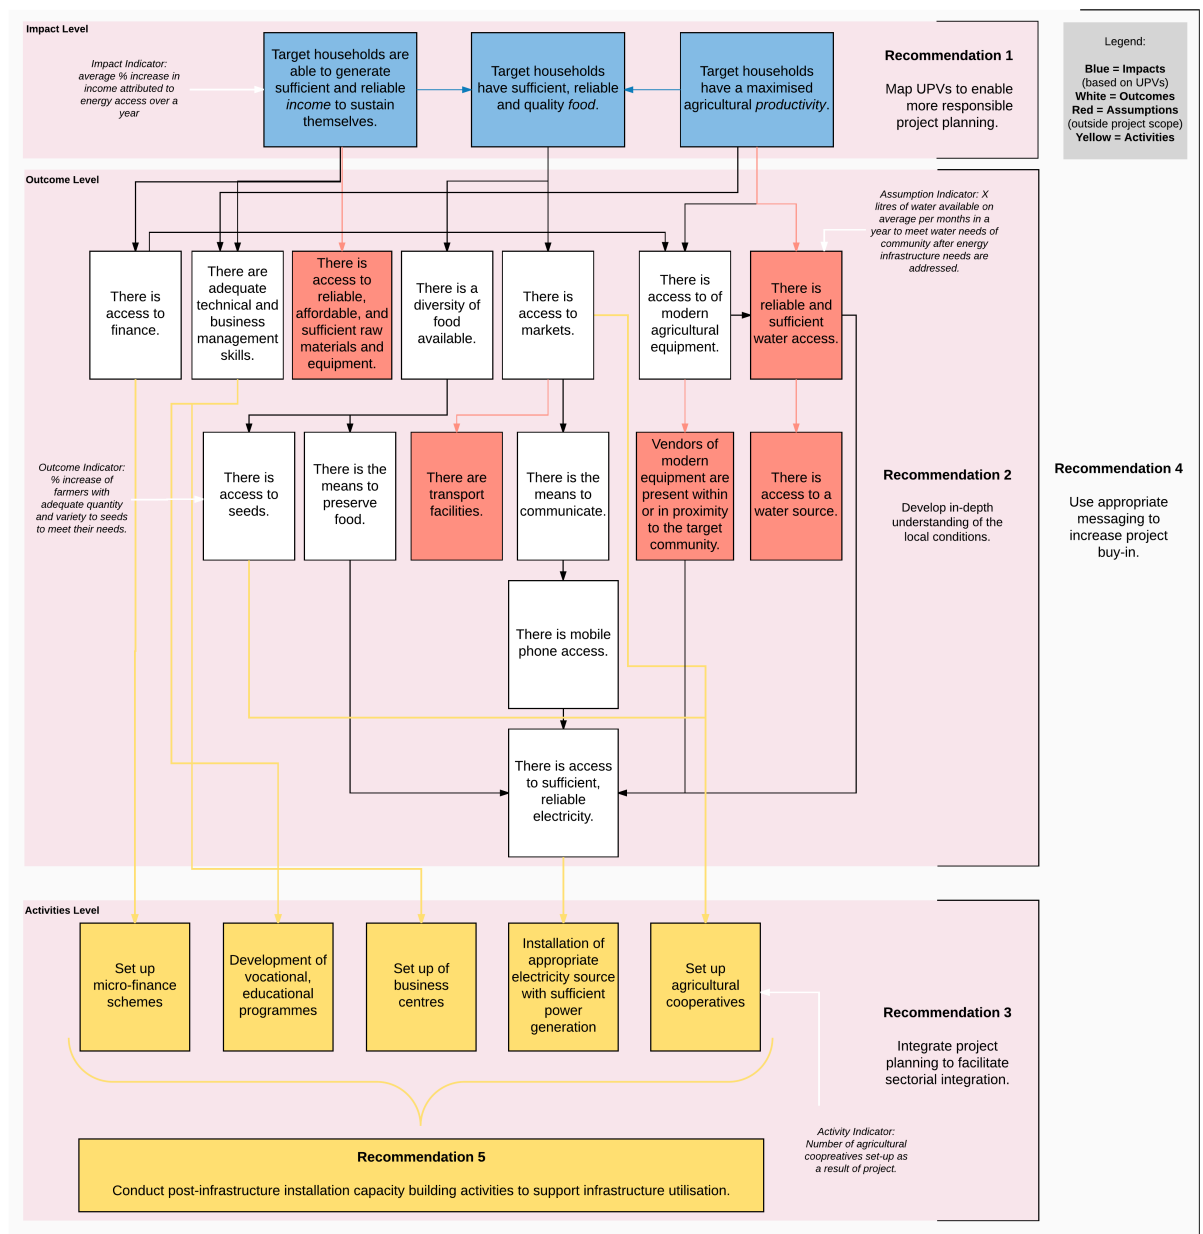 Impact Level
Impact Indicator:
average % increase in
income attributed to
energy access over a
year
Target households are
able to generate
sufficient and reliable
income to sustain
themselves.
Target households
have sufficient, reliable
and quality food.
Target households
have a maximised
agricultural productivity.
Recommendation 1
Map UPVs to enable
more responsible
project planning.
Legend:
Blue = Impacts
(based on UPVs)
White = Outcomes
Red = Assumptions
(outside project scope)
Yellow = Activities
Outcome Level
Assumption Indicator: X
litres of water available on
average per months in a
year to meet water needs of
community after energy
infrastructure needs are
addressed.
There is
access to
finance.
There are
adequate
technical and
business
management
skills.
There is
access to
reliable,
affordable, and
sufficient raw
materials and
equipment.
There is a
diversity of
food
available.
There is
access to
markets.
There is
access to of
modern
agricultural
equipment.
There is
reliable and
sufficient
water access.
Outcome Indicator:
% increase of
farmers with
adequate quantity
and variety to seeds
to meet their needs.
There is
access to
seeds.
There is the
means to
preserve
food.
There are
transport
facilities.
There is the
means to
communicate.
Vendors of
modern
equipment are
present within
or in proximity
to the target
community.
There is
access to a
water source.
Recommendation 2
Develop in-depth
understanding of the
local conditions.
Recommendation 4
Use appropriate
messaging to
increase project
buy-in.
There is mobile
phone access.
There is access
to sufficient,
reliable
electricity.
Activities Level
Set up
micro-finance
schemes
Development of
vocational,
educational
programmes
Set up of
business
centres
Installation of
appropriate
electricity source
with sufficient
power
generation
Set up
agricultural
cooperatives
Recommendation 3
Integrate project
planning to facilitate
sectorial integration.
Activity Indicator:
Number of agricultural
coopreatives set-up as
a result of project.
Recommendation 5
Conduct post-infrastructure installation capacity building activities to support infrastructure utilisation.